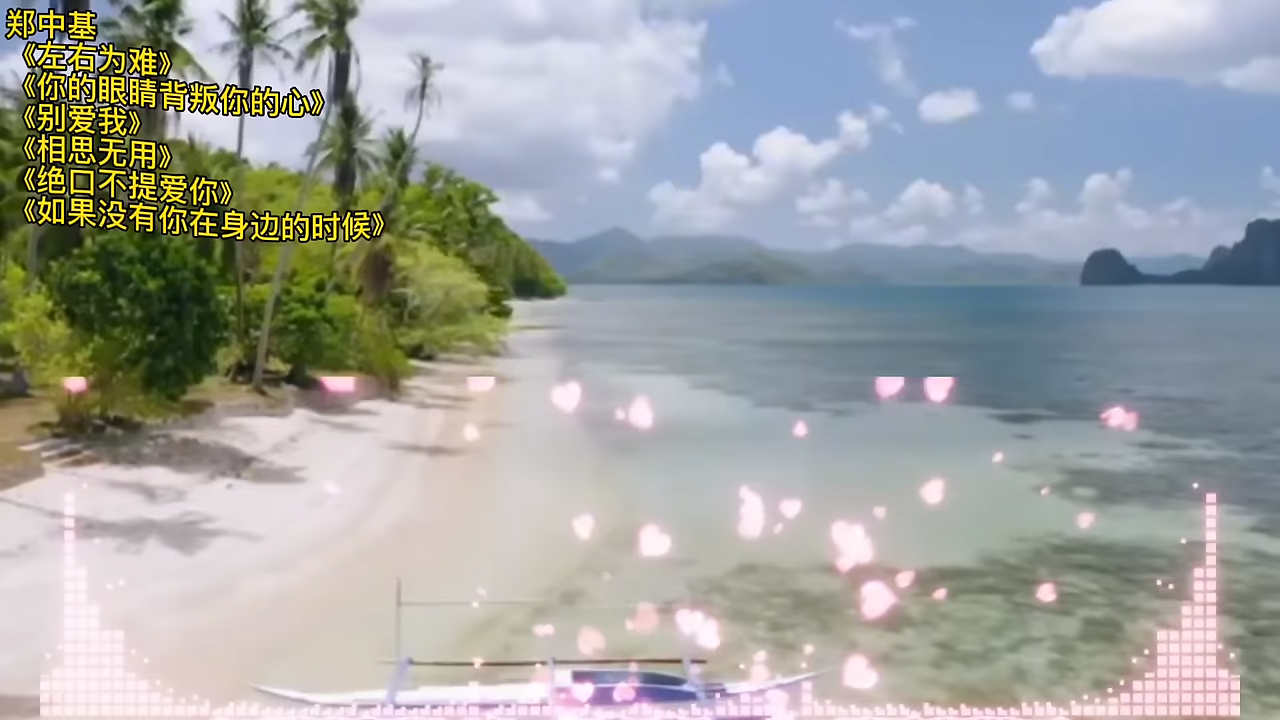 郑中基
《左右为难》
《你的眼睛背叛你的心》
《别爱我》
《相思无用》
《绝口不提爱你》
《如果没有你在身边的时候》